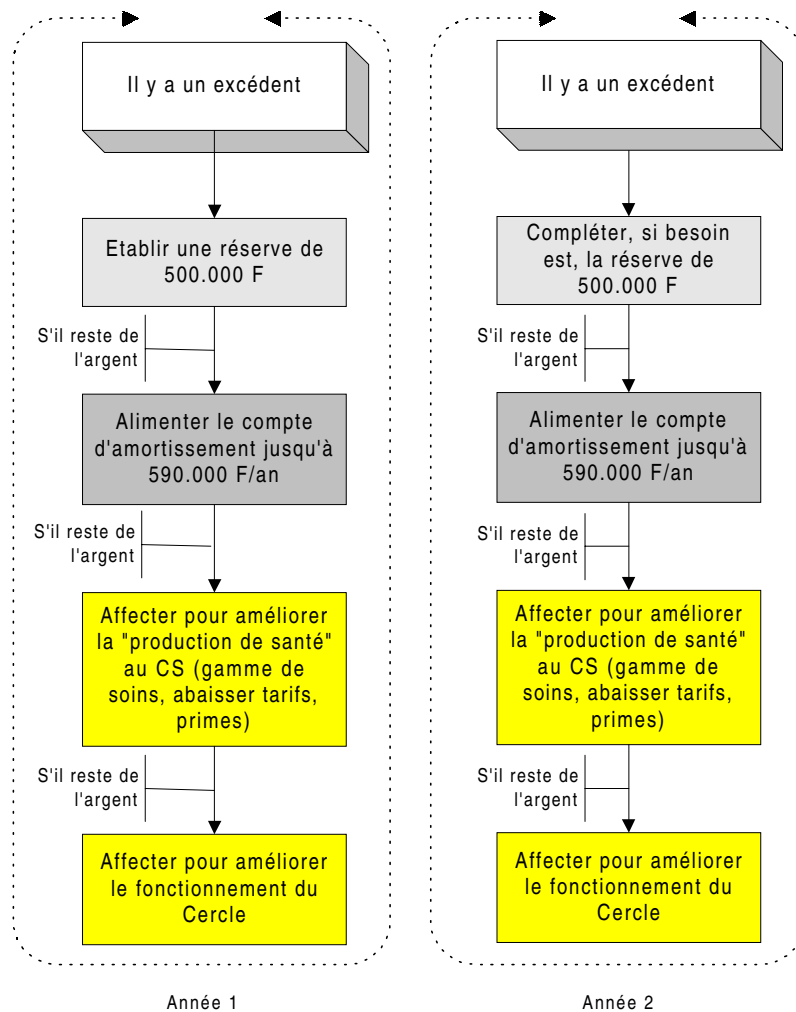 Il y a un excédent
Etablir une réserve de
500.000 F
S'il reste de
l'argent
Alimenter le compte
d'amortissement jusqu'à
590.000 F/an
S'il reste de
l'argent
Affecter pour améliorer
la "production de santé"
au CS (gamme de
soins, abaisser tarifs,
primes)
S'il reste de
l'argent
Affecter pour améliorer
le fonctionnement du
Cercle
Année 1
Il y a un excédent
Compléter, si besoin
est, la réserve de
500.000 F
S'il reste de
l'argent
Alimenter le compte
d'amortissement jusqu'à
590.000 F/an
S'il reste de
l'argent
Affecter pour améliorer
la "production de santé"
au CS (gamme de
soins, abaisser tarifs,
primes)
S'il reste de
l'argent
Affecter pour améliorer
le fonctionnement du
Cercle
Année 2